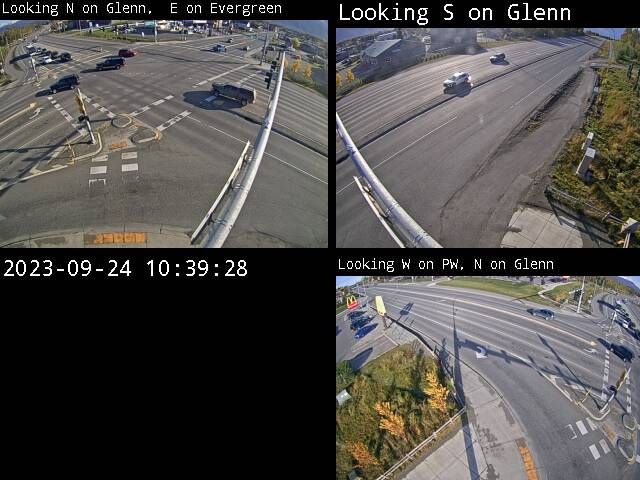 Looking N on Glenn,  E on Evergreen
Looking S on Glenn
2023-09-24 10:39:28
Looking W on PW, N on Glenn